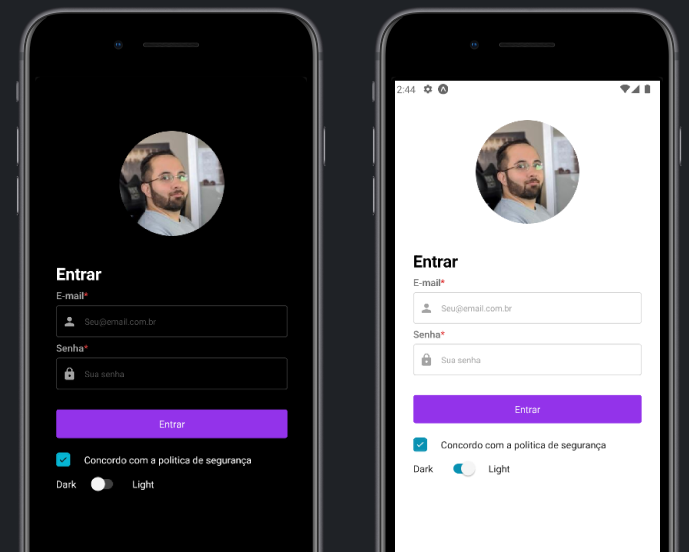 Entrar
E-mail*
Seu@email.com.br
Senha*
Sua senha
Entrar
Concordo com a politica de segurança
Dark Light
2:44
Entrar
E-mail*
Seu@email.com.br
Senha*
Sua senha
Entrar
Concordo com a politica de segurança
Dark Light